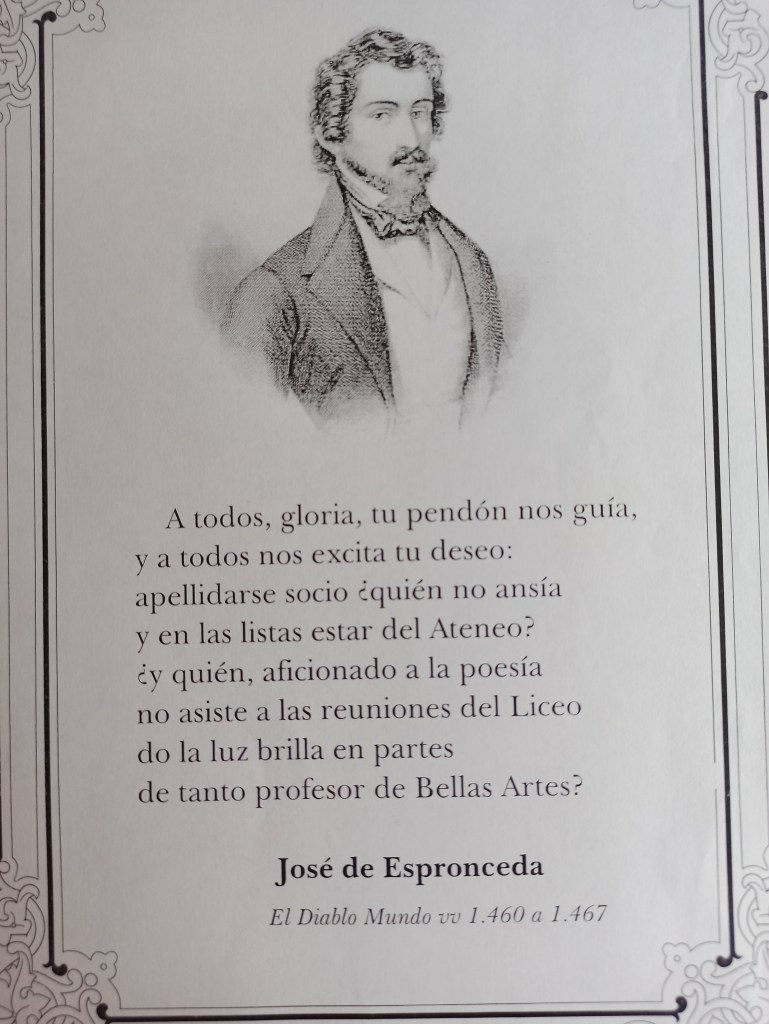 A todos, gloria, tu pendón nos guía,
y a todos nos excita tu deseo:
apellidarse socio ¿quién no ansía
y en las listas estar del Ateneo?
¿y quién, aficionado a la poesía
no asiste a las reuniones del Liceo
do la luz brilla en partes
de tanto profesor de Bellas Artes?
José de Espronceda
El Diablo Mundo vv 1.460 a 1.467